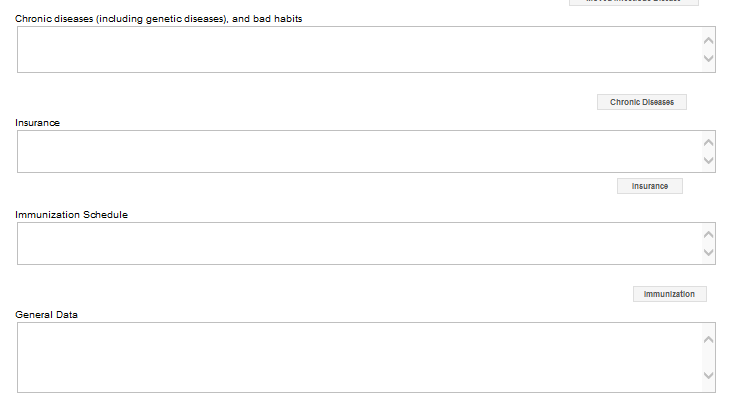 Chronic diseases (including genetic diseases), and bad habits
Chronic Diseases
Insurance
Insurance
Immunization Schedule
Immunization
General Data